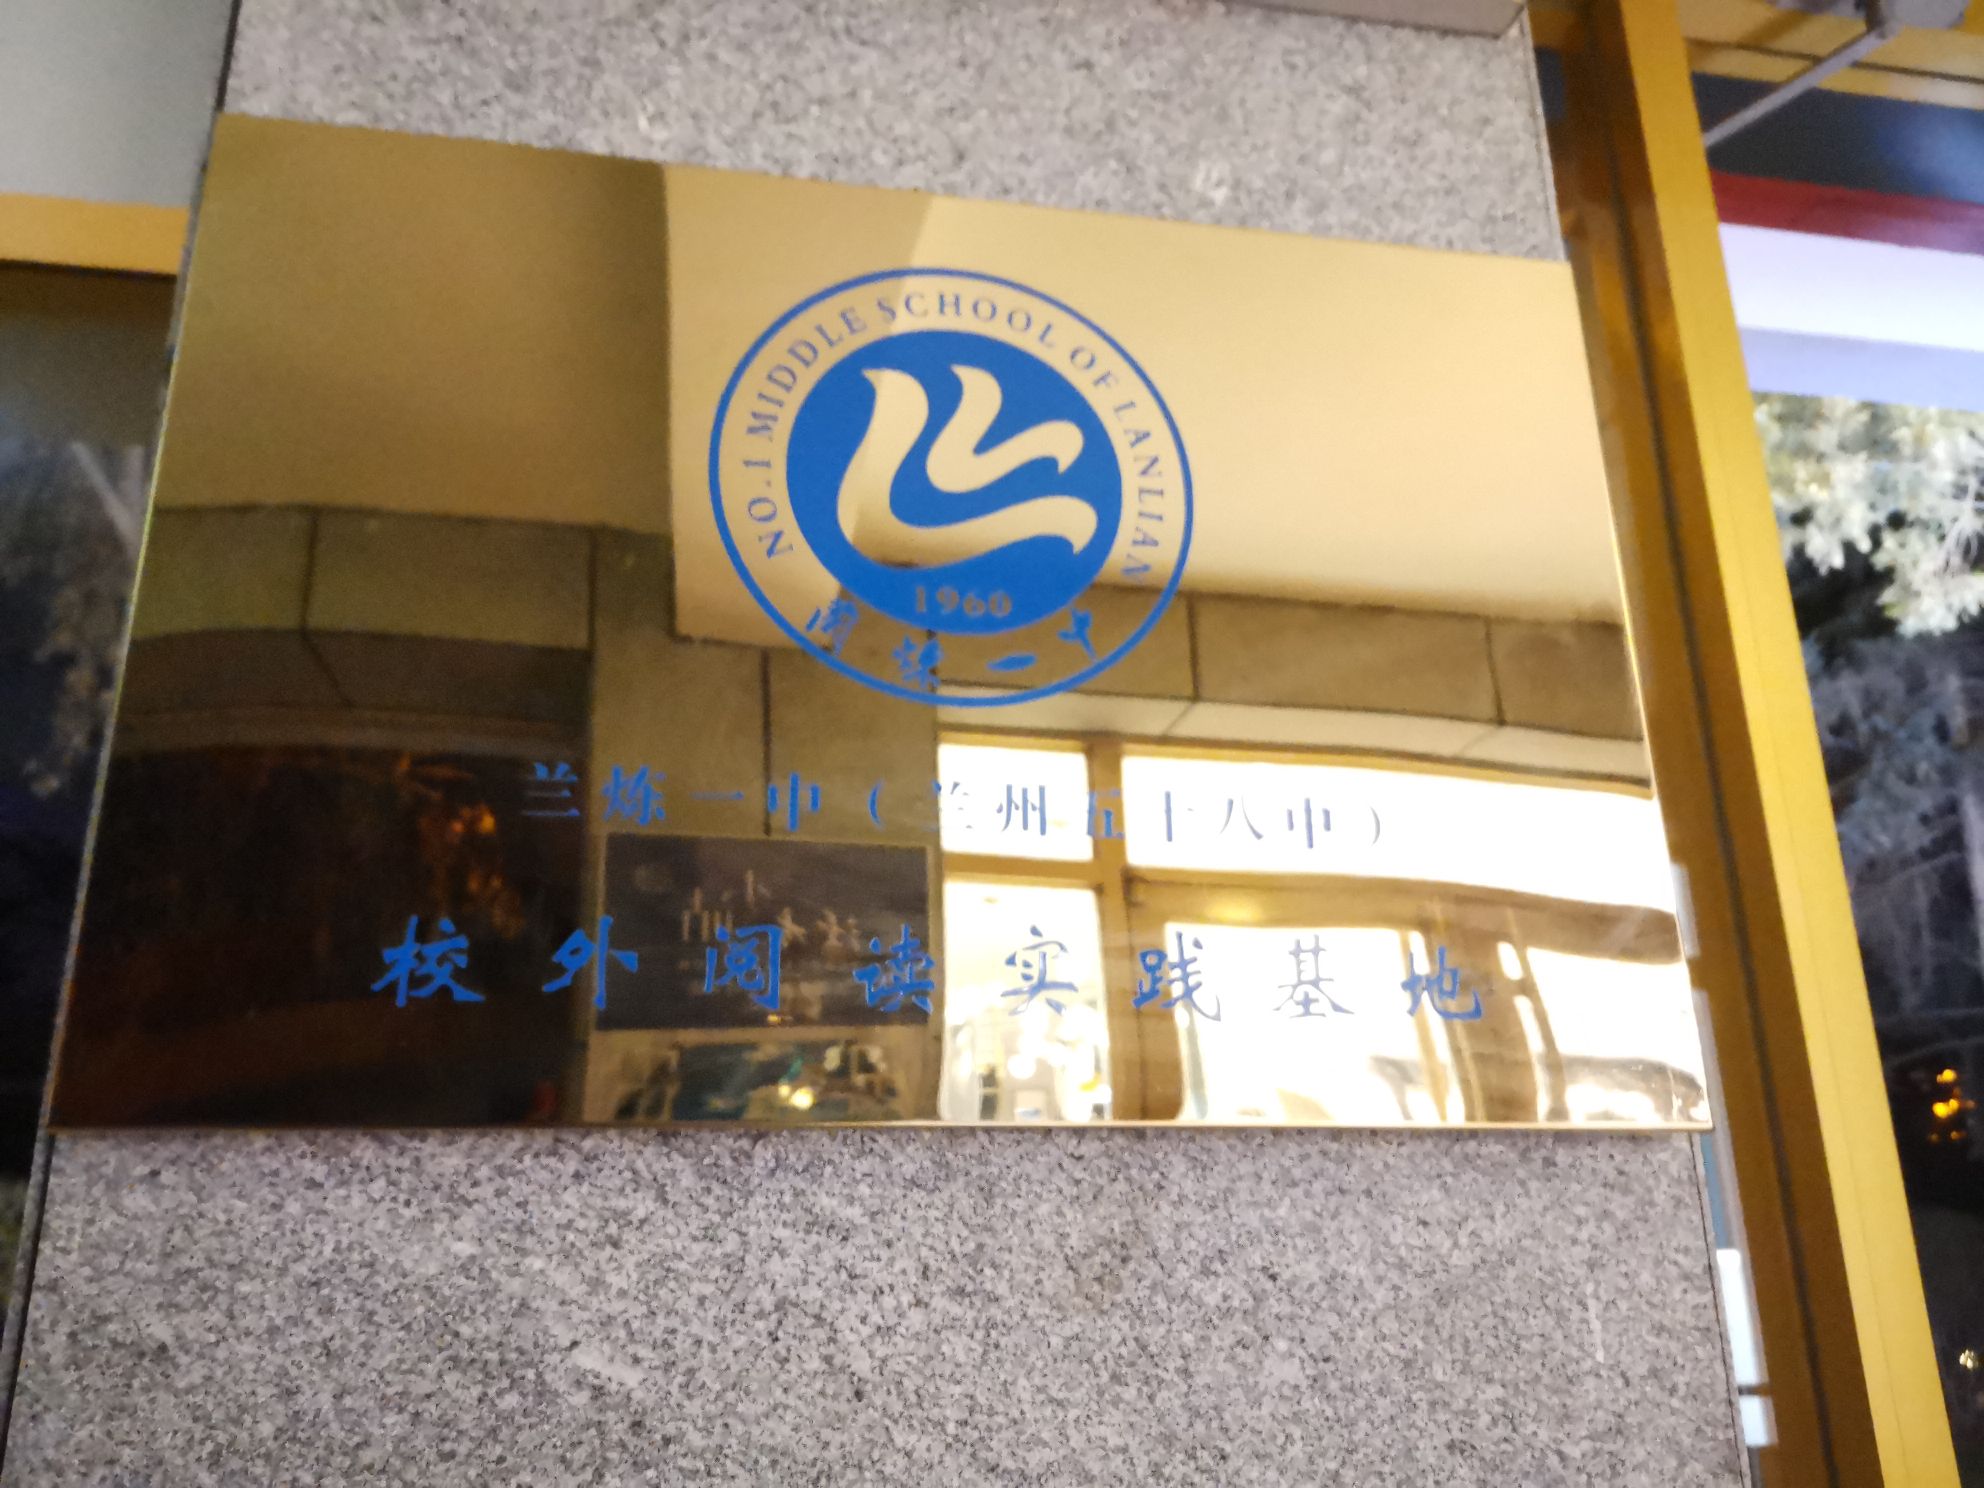 NO.1 MIDDLE SCHOOL OF LANLIAN
1960
蘭炼一中
兰炼一中（兰州五十八中）
校外阅读实践基地